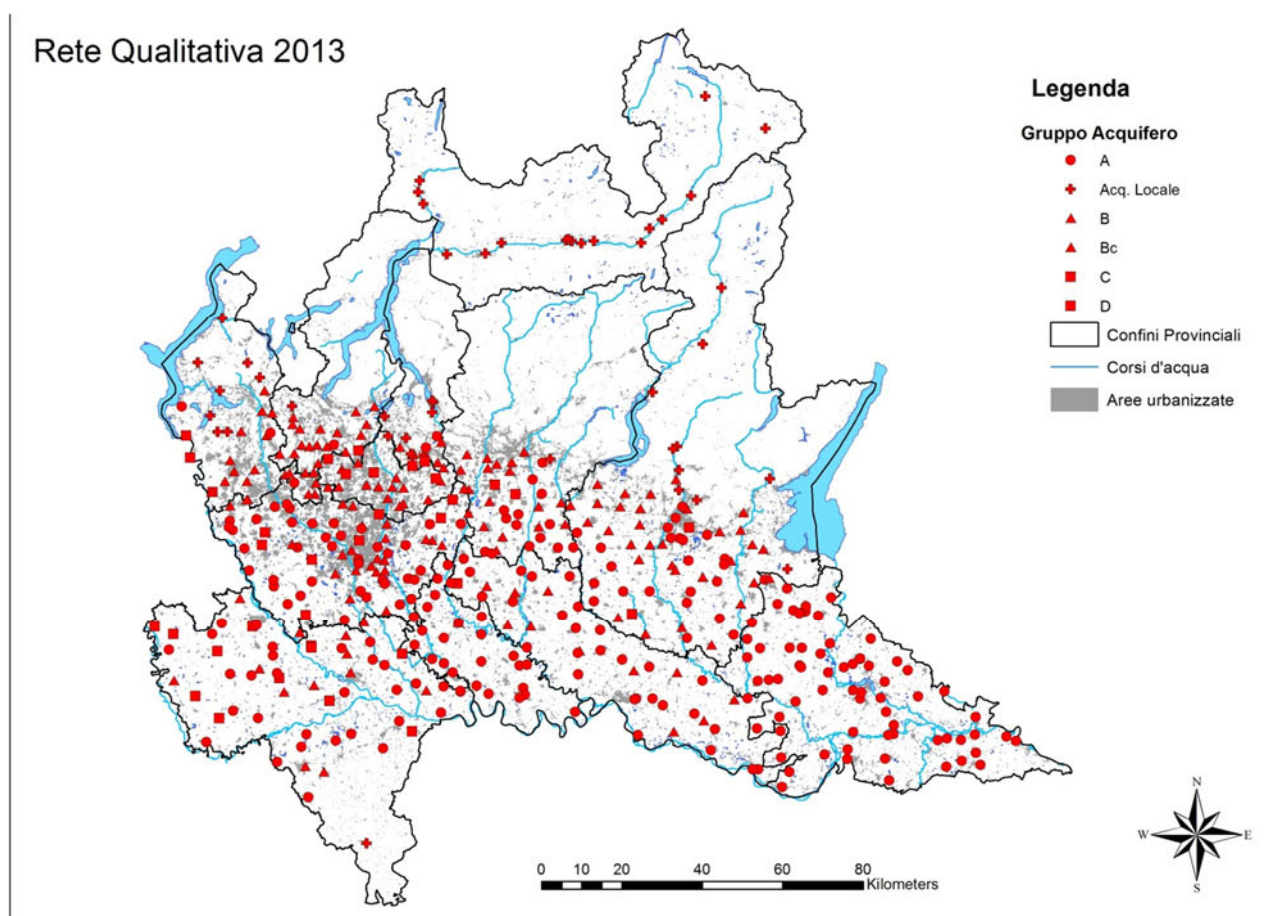 Rete Qualitativa 2013
Legenda
Gruppo Acquifero
A
Acq. Locale
B
Bc
C
D
Confini Provinciali
Corsi d'acqua
Aree urbanizzate
N
W E
S
0 10 20 40 60 80
Kilometers